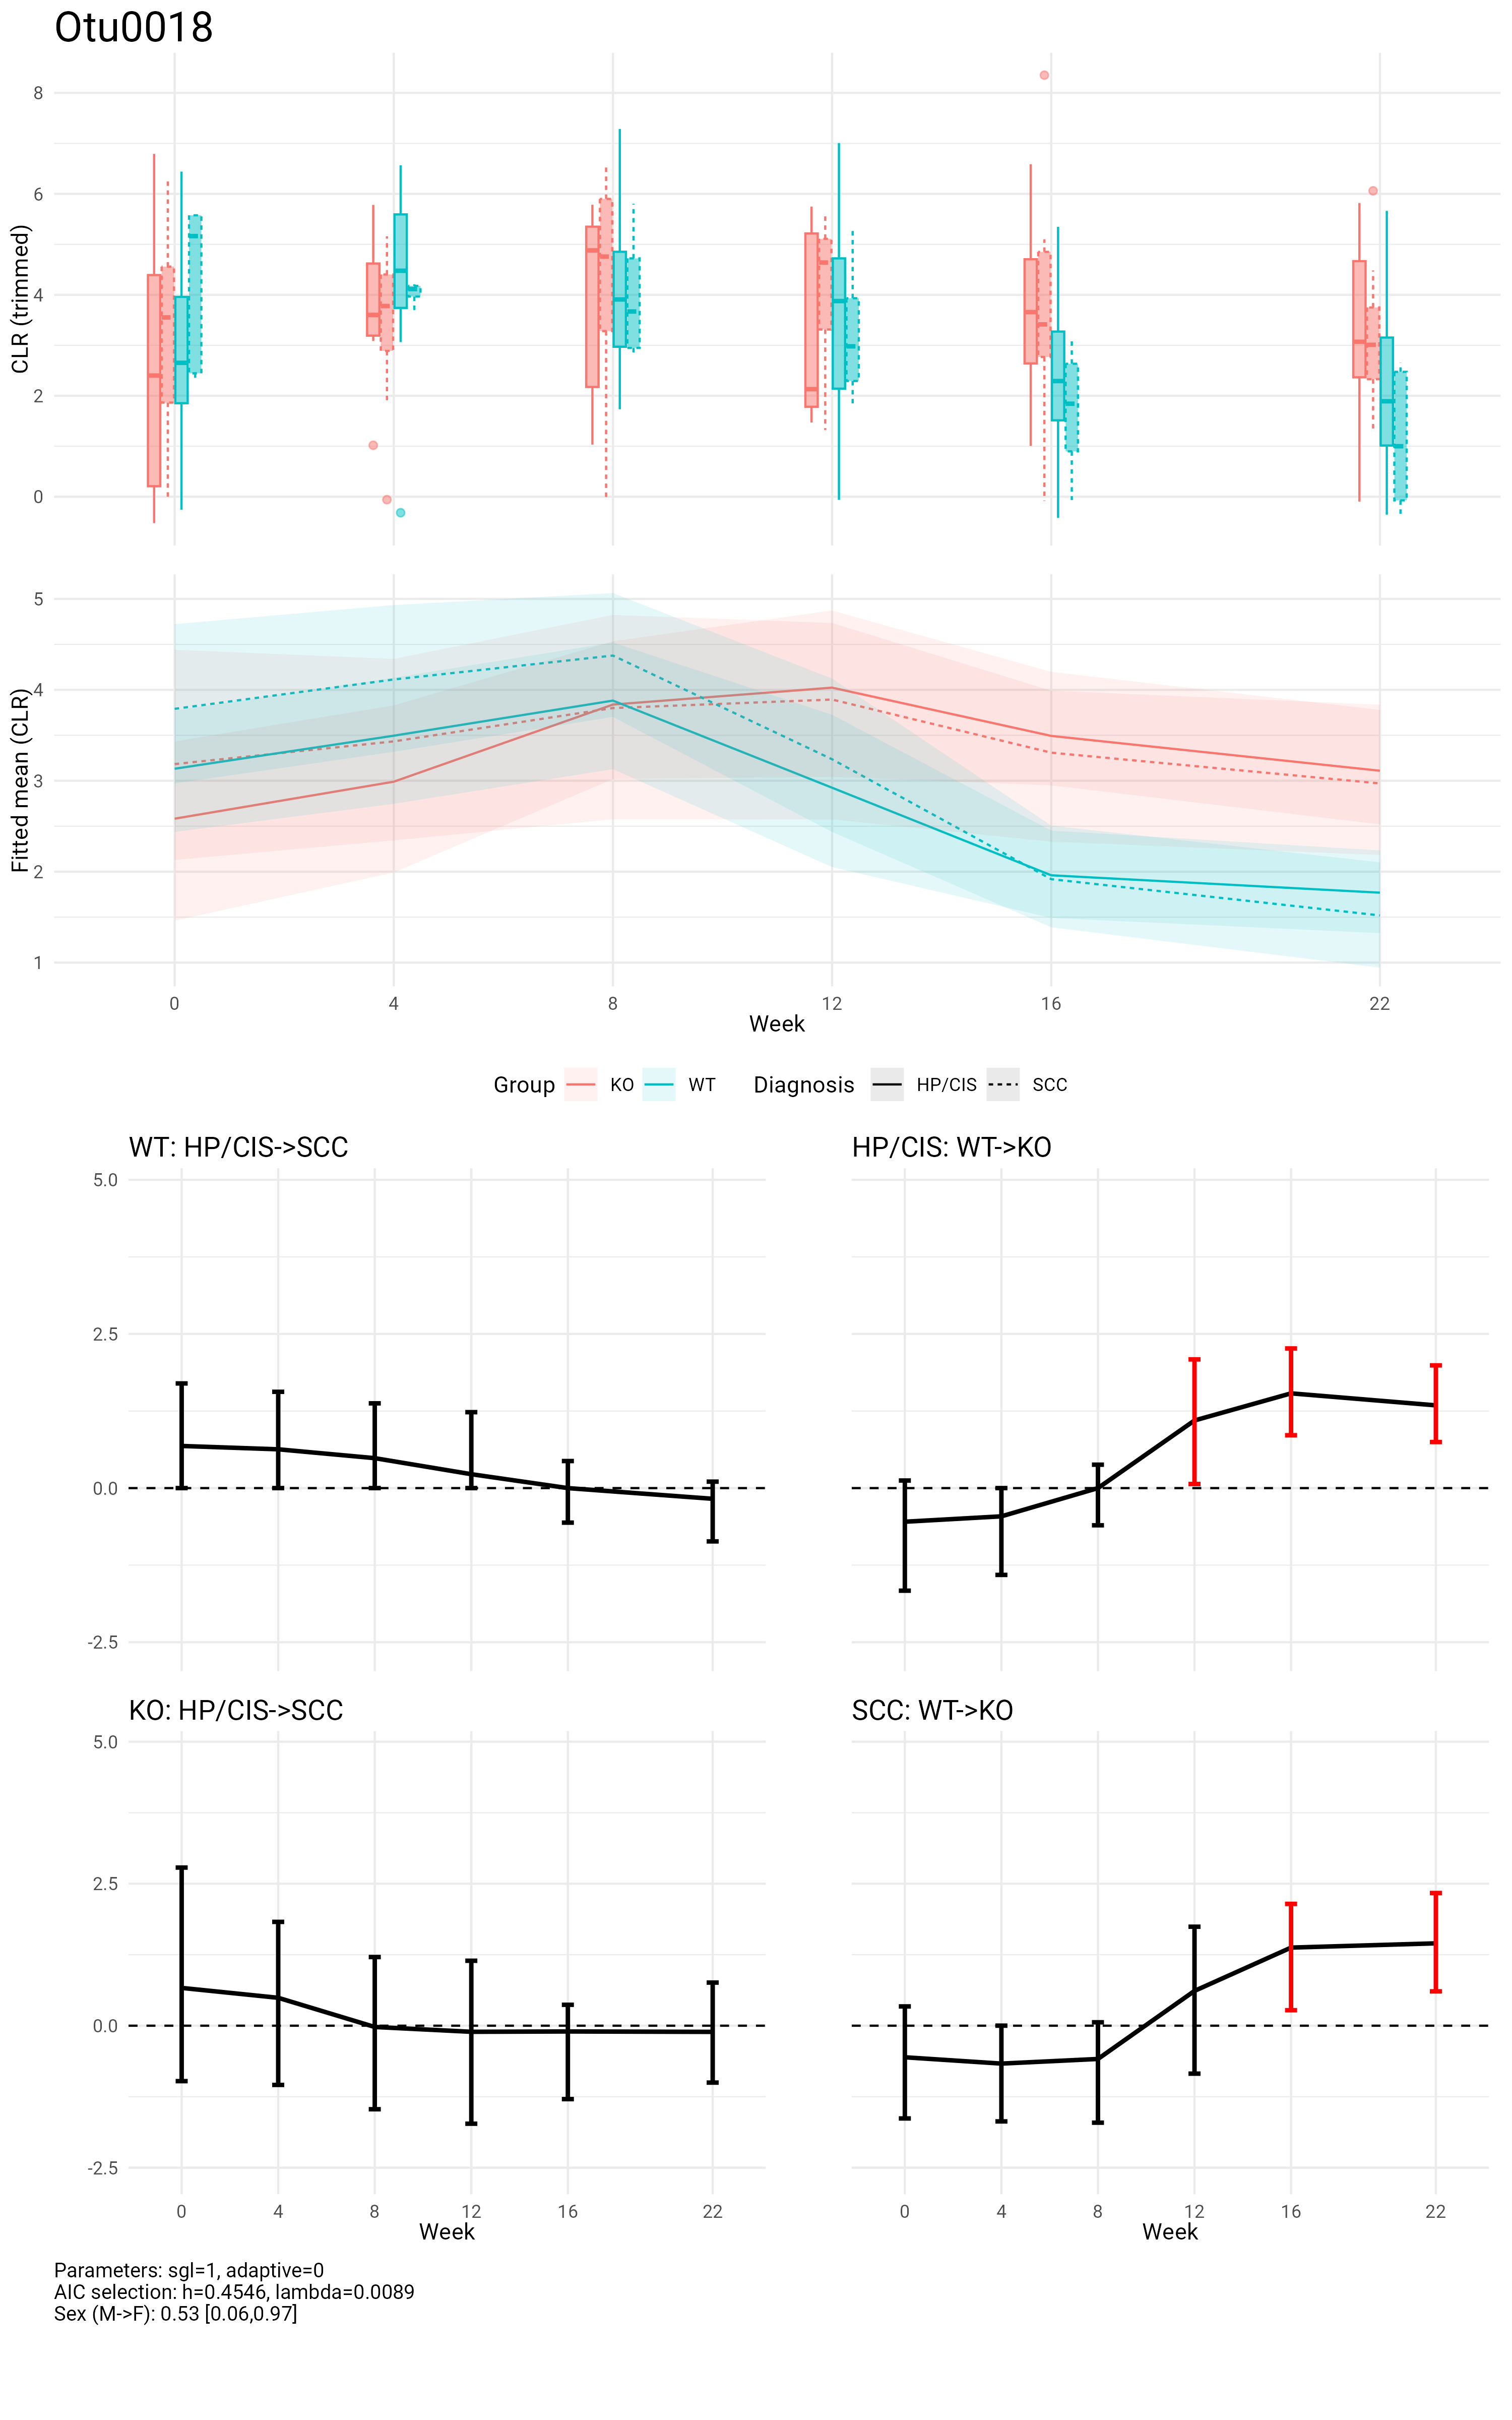 Otu0018
CLR (trimmed)
8
6
4
2
0
Fitted mean (CLR)
5
4
3
2
1
0 4 8 12 16 22
Week
Group KO WT Diagnosis HP/CIS SCC
WT: HP/CIS->SCC
HP/CIS: WT->KO
5.0
2.5
0.0
-2.5
KO: HP/CIS->SCC
SCC: WT->KO
5.0
2.5
0.0
-2.5
0 4 8 12 16 22
0 4 8 12 16 22
Week
Week
Parameters: sgl=1, adaptive=0
AIC selection: h=0.4546, lambda=0.0089
Sex (M->F): 0.53 [0.06,0.97]